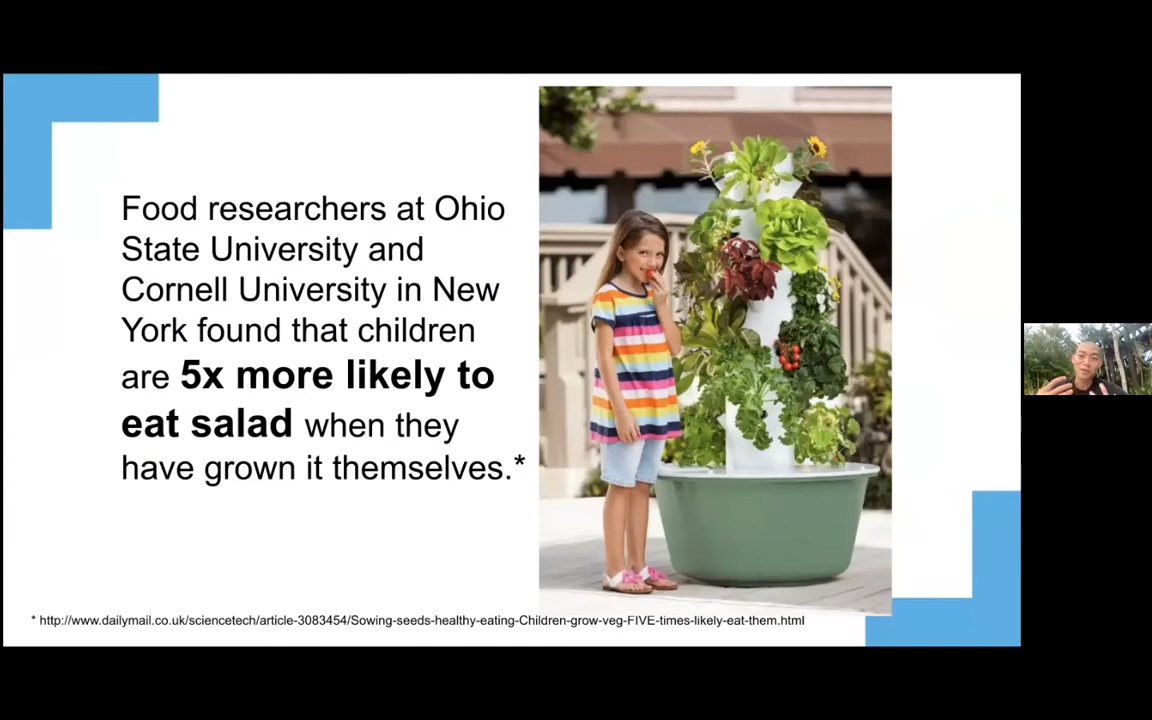 Food researchers at Ohio
State University and
Cornell University in New
York found that children
are 5x more likely to
eat salad when they
have grown it themselves.*
* http://www.dailymail.co.uk/sciencetech/article-3083454/Sowing-seeds-healthy-eating-Children-grow-veg-FIVE-times-likely-eat-them.html